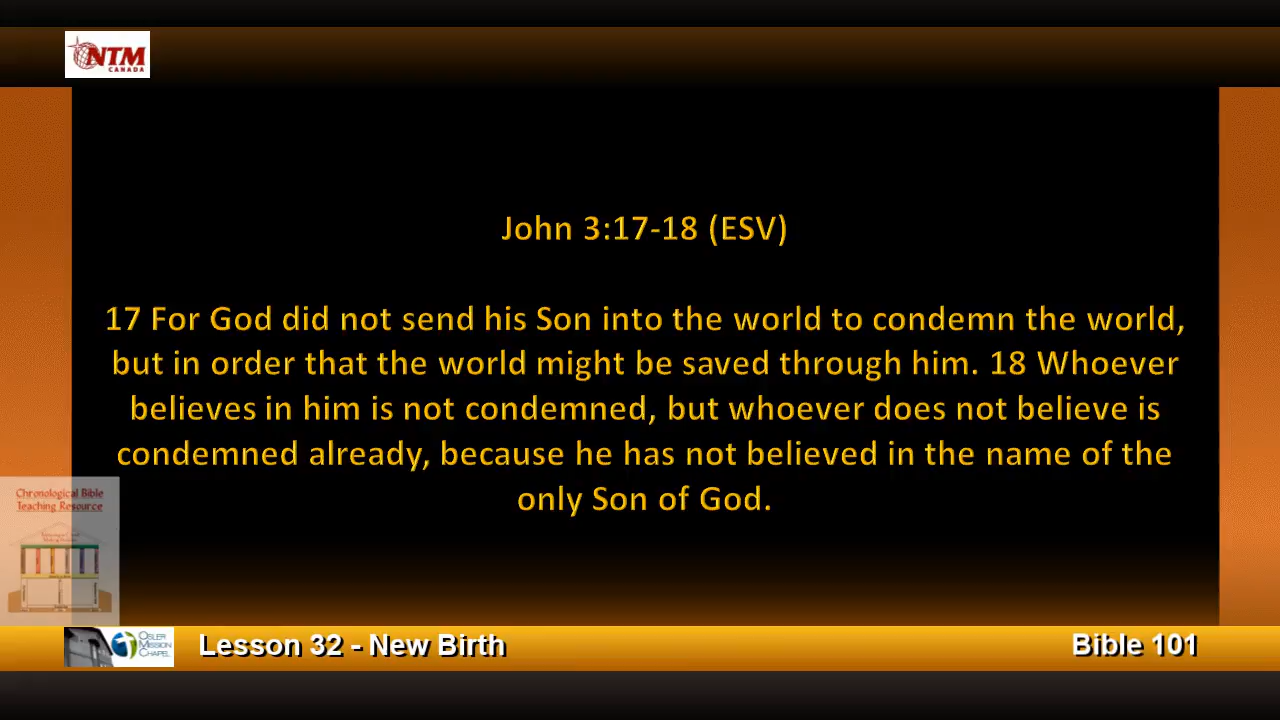 NTM
CANADA
John 3:17-18 (ESV)
17 For God did not send his Son into the world to condemn the world,
but in order that the world might be saved through him. 18 Whoever
believes in him is not condemned, but whoever does not believe is
condemned already, because he has not believed in the name of the
only Son of God.
Chronological Bible
Teaching Resource
OSLER
MISSION
CHAPEL
Lesson 32 - New Birth
Bible 101